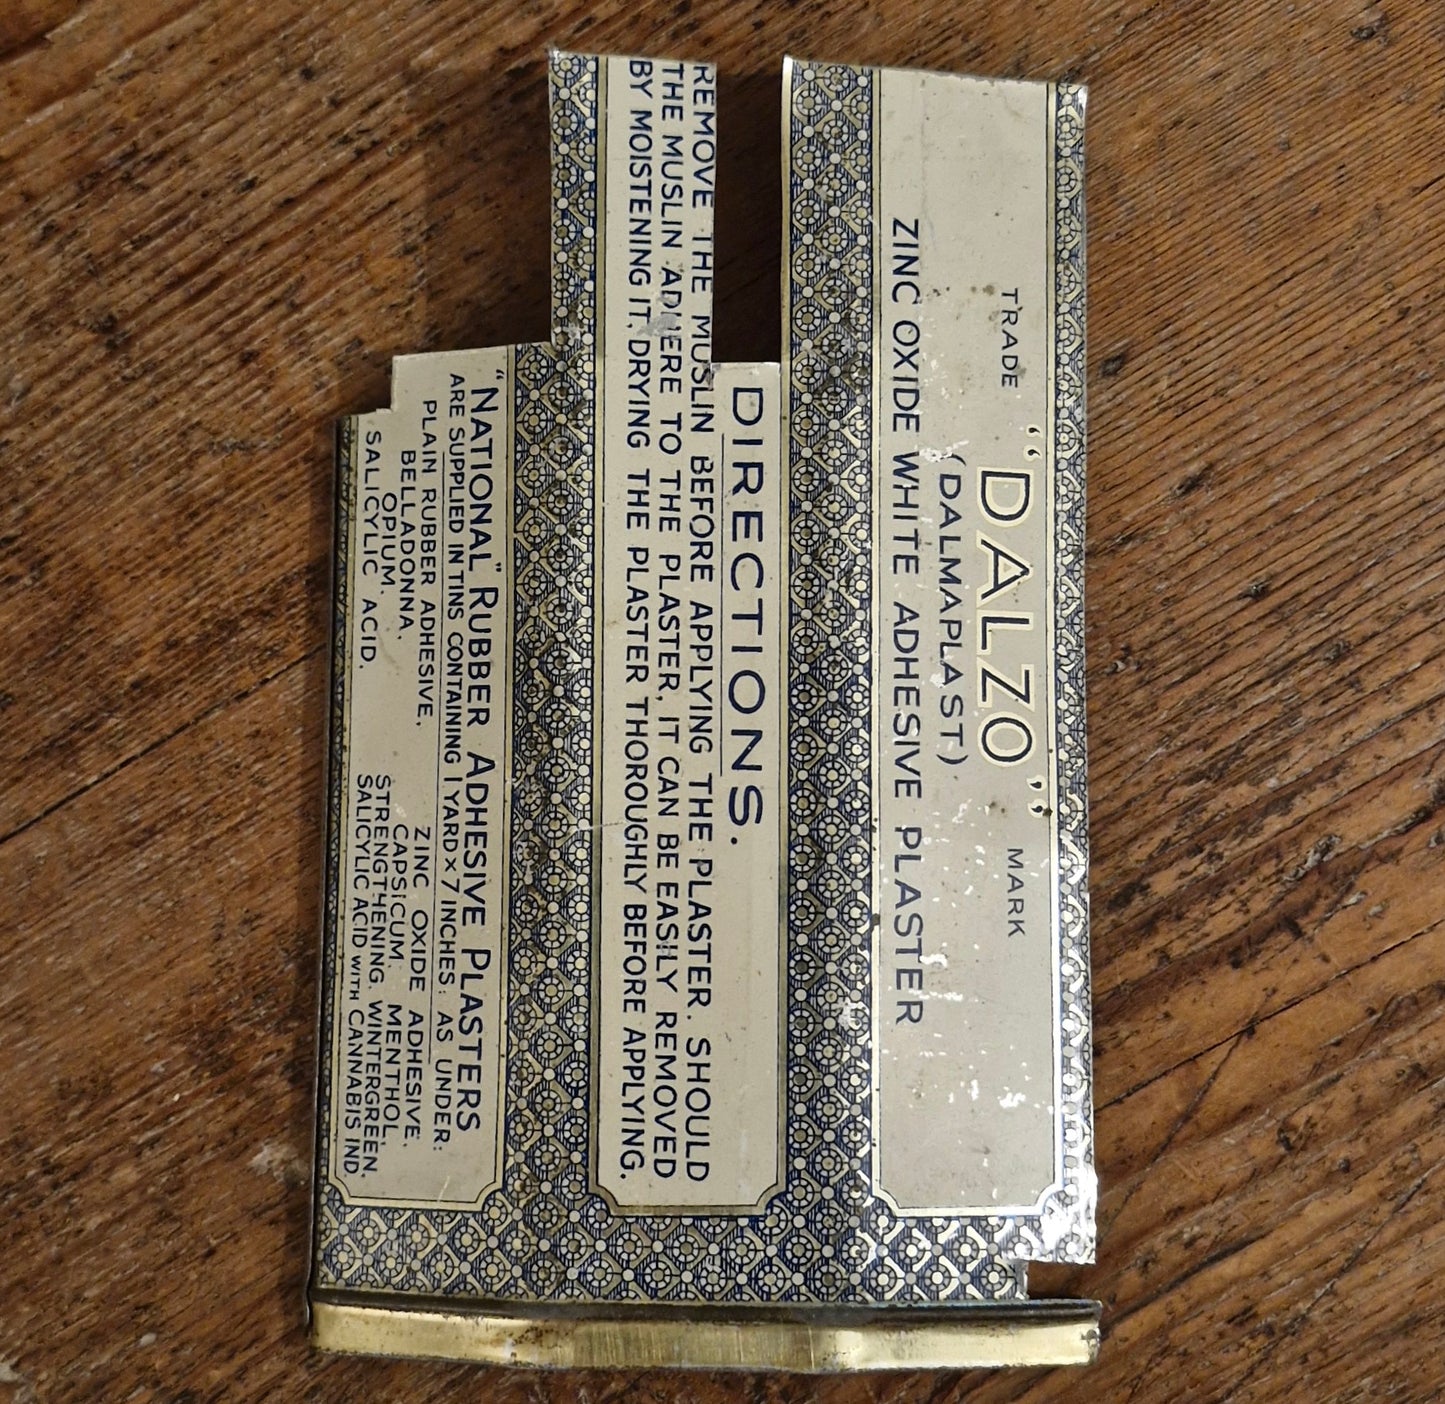 TRADE "DALZO," MARK
(DALMAPLAST)
ZINC OXIDE WHITE ADHESIVE PLASTER
DIRECTIONS.
REMOVE THE MUSLIN BEFORE APPLYING THE PLASTER. SHOULD
THE MUSLIN ADHERE TO THE PLASTER, IT CAN BE EASILY REMOVED
BY MOISTENING IT, DRYING THE PLASTER THOROUGHLY BEFORE APPLYING.
"NATIONAL" RUBBER ADHESIVE PLASTERS
ARE SUPPLIED IN TINS CONTAINING 1 YARD x 7 INCHES: AS UNDER:
PLAIN RUBBER ADHESIVE, ZINC OXIDE ADHESIVE,
BELLADONNA, CAPSICUM, MENTHOL,
OPIUM, STRENGTHENING, WINTERGREEN,
SALICYLIC ACID, SALICYLIC ACID WITH CANNABIS IND.